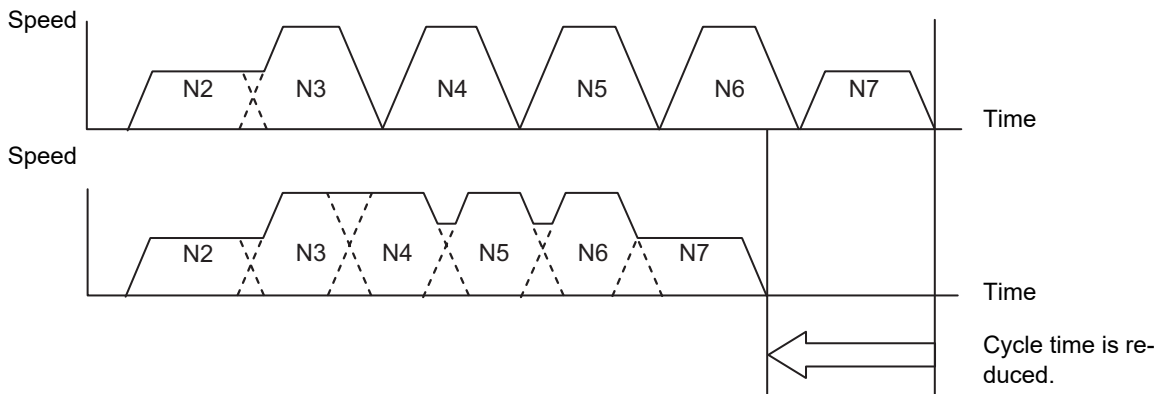 Speed
N2 N3 N4 N5 N6 N7
Time
Speed
N2 N3 N4 N5 N6 N7
Time
Cycle time is re-
duced.